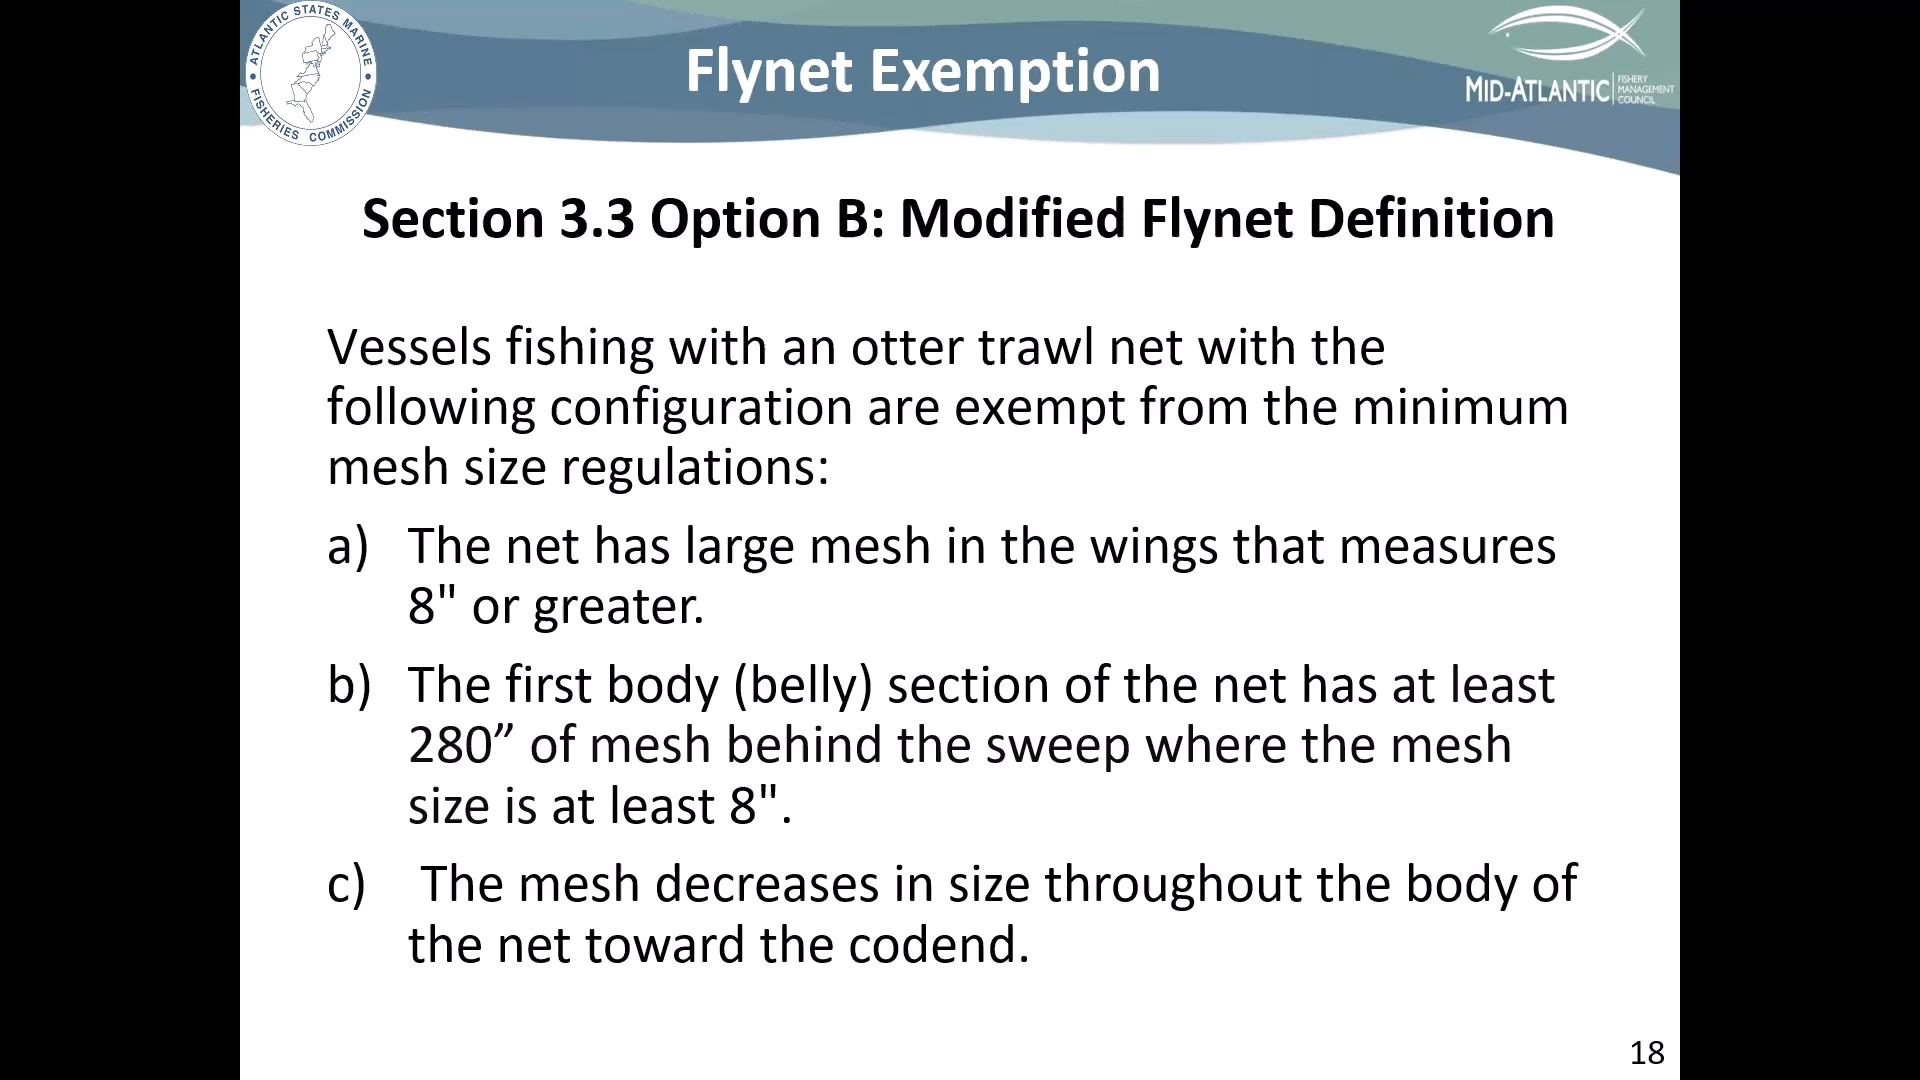 ATLANTIC STATES MARINE
FISHERIES COMMISSION
Flynet Exemption
MID-ATLANTIC
FISHERY
MANAGEMENT
COUNCIL
Section 3.3 Option B: Modified Flynet Definition
Vessels fishing with an otter trawl net with the
following configuration are exempt from the minimum
mesh size regulations:
a) The net has large mesh in the wings that measures
8" or greater.
b) The first body (belly) section of the net has at least
280” of mesh behind the sweep where the mesh
size is at least 8".
c) The mesh decreases in size throughout the body of
the net toward the codend.
18